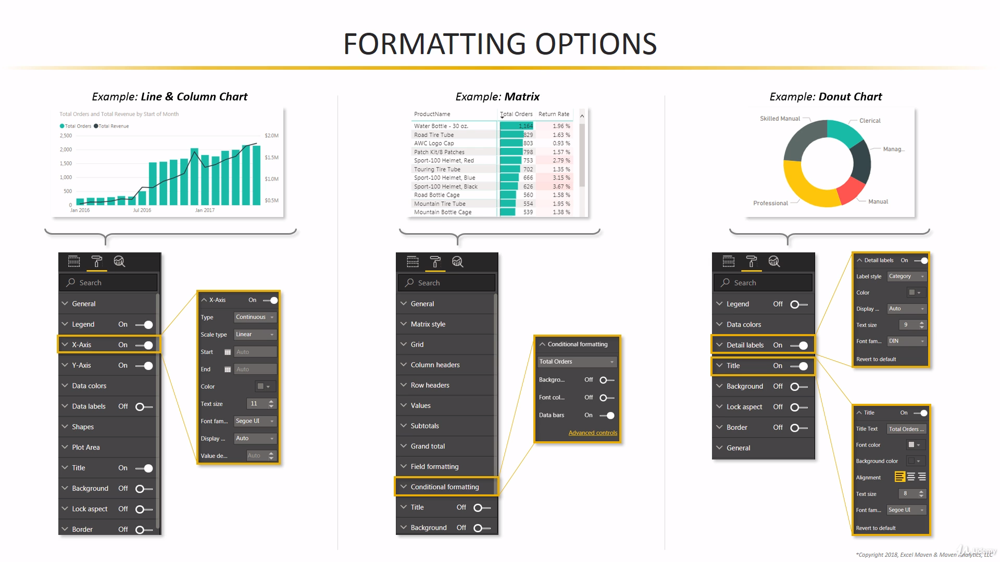 FORMATTING OPTIONS
Example: Line & Column Chart
Total Orders and Total Revenue by Start of Month
Total Orders Total Revenue
2,500
2,000
1,500
1,000
500
0
$2.0M
$1.5M
$1.0M
$0.5M
Jan 2016 Jul 2016 Jan 2017
Search
General
Legend On
X-Axis On
Y-Axis On
Data colors
Data labels Off
Shapes
Plot Area
Title On
Background Off
Lock aspect Off
Border Off
X-Axis On
Type Continuous
Scale type Linear
Start Auto
End Auto
Color
Text size 11
Font fam... Segoe UI
Display ... Auto
Value de... Auto
Example: Matrix
ProductName Total Orders Return Rate
Water Bottle - 30 oz. 1,164 1.96 %
Road Tire Tube 829 1.63 %
AWC Logo Cap 803 0.93 %
Patch Kit/8 Patches 798 1.57 %
Sport-100 Helmet, Red 753 2.79 %
Touring Tire Tube 702 1.35 %
Sport-100 Helmet, Blue 666 3.15 %
Sport-100 Helmet, Black 626 3.67 %
Road Bottle Cage 560 1.58 %
Mountain Tire Tube 554 1.95 %
Mountain Bottle Cage 539 1.38 %
Search
General
Matrix style
Grid
Column headers
Row headers
Values
Subtotals
Grand total
Field formatting
Conditional formatting
Title Off
Background Off
Conditional formatting
Total Orders
Backgro... Off
Font col... Off
Data bars On
Advanced controls
Example: Donut Chart
Skilled Manual
Clerical
Manag...
Manual
Professional
Search
Legend Off
Data colors
Detail labels On
Title On
Background Off
Lock aspect Off
Border Off
General
Detail labels On
Label style Category
Color
Display ... Auto
Text size 9
Font fam... DIN
Revert to default
Title On
Title Text Total Orders ...
Font color
Background color
Alignment
Text size 8
Font fam... Segoe UI
Revert to default
*Copyright 2018, Excel Maven & Maven Analytics, LLC
Udemy